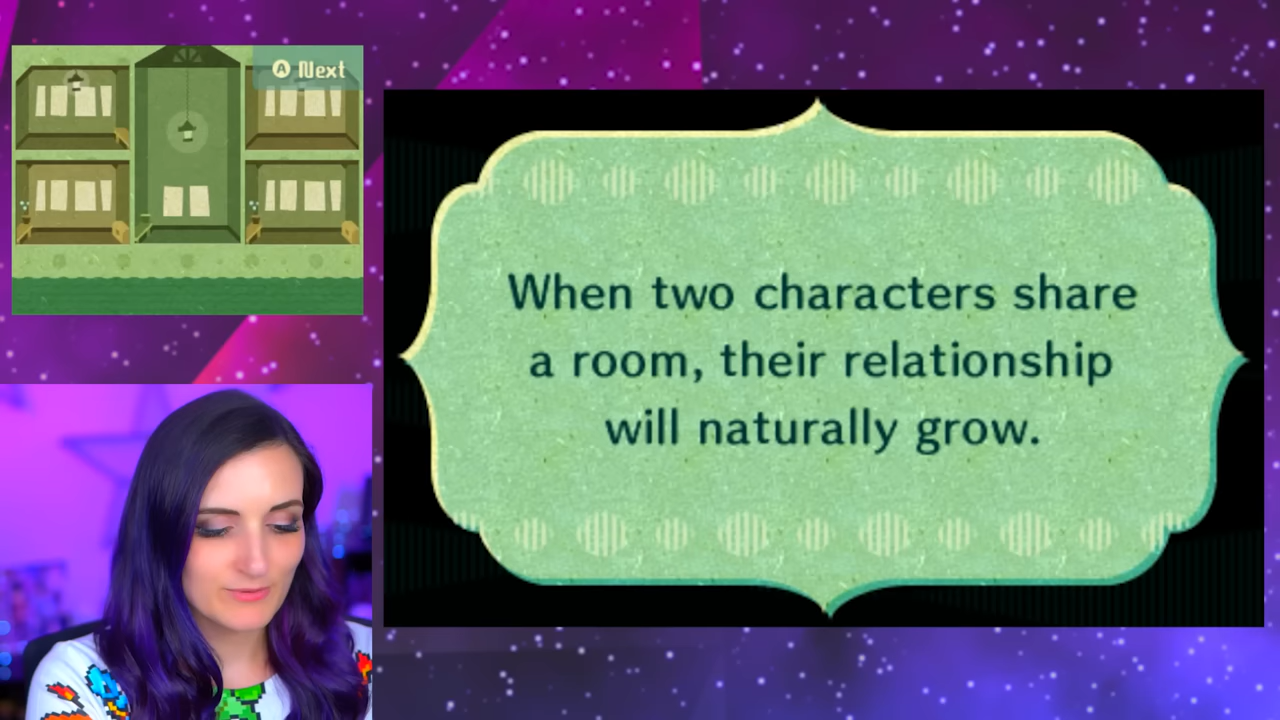 Ⓐ Next
When two characters share
a room, their relationship
will naturally grow.